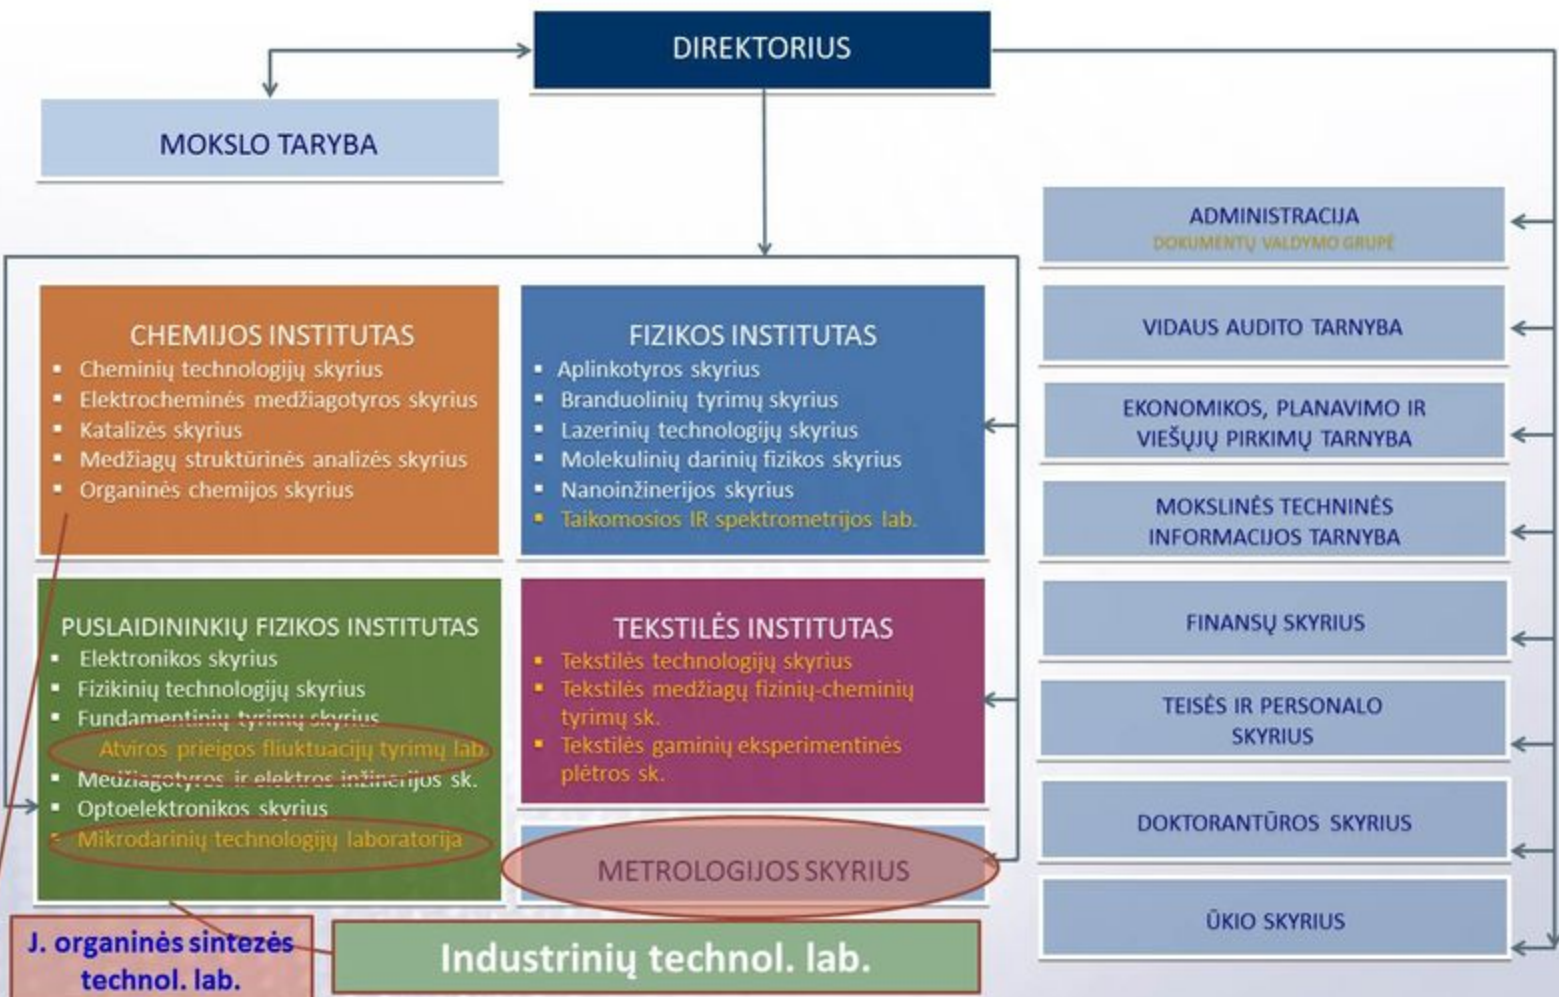 DIREKTORIUS
MOKSLO TARYBA
CHEMIJOS INSTITUTAS
▪ Cheminių technologijų skyrius
▪ Elektrocheminės medžiagotyros skyrius
▪ Katalizės skyrius
▪ Medžiagų struktūrinės analizės skyrius
▪ Organinės chemijos skyrius
FIZIKOS INSTITUTAS
▪ Aplinkotyros skyrius
▪ Branduolinių tyrimų skyrius
▪ Lazerinių technologijų skyrius
▪ Molekulinių darinių fizikos skyrius
▪ Nanoinžinerijos skyrius
▪ Taikomosios IR spektrometrijos lab.
PUSLAIDININKIŲ FIZIKOS INSTITUTAS
▪ Elektronikos skyrius
▪ Fizikinių technologijų skyrius
▪ Fundamentinių tyrimų skyrius
Atviros prieigos fliuktuacijų tyrimų lab
▪ Medžiagotyros ir elektros inžinerijos sk.
▪ Optoelektronikos skyrius
▪ Mikrodarinių technologijų laboratorija
TEKSTILĖS INSTITUTAS
▪ Tekstilės technologijų skyrius
▪ Tekstilės medžiagų fizinių-cheminių
tyrimų sk.
▪ Tekstilės gaminių eksperimentinės
plėtros sk.
METROLOGIJOS SKYRIUS
J. organinės sintezės
technol. lab.
Industrinių technol. lab.
ADMINISTRACIJA
DOKUMENTŲ VALDYMO GRUPĖ
VIDAUS AUDITO TARNYBA
EKONOMIKOS, PLANAVIMO IR
VIEŠŲJŲ PIRKIMŲ TARNYBA
MOKSLINĖS TECHNINĖS
INFORMACIJOS TARNYBA
FINANSŲ SKYRIUS
TEISĖS IR PERSONALO
SKYRIUS
DOKTORANTŪROS SKYRIUS
ŪKIO SKYRIUS